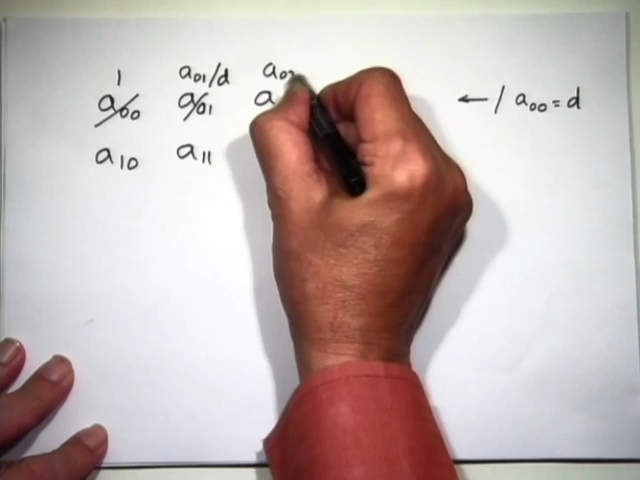 1 a₀₁/d a₀₂
a₀₀ a₀₁ a ← / a₀₀ = d
a₁₀ a₁₁